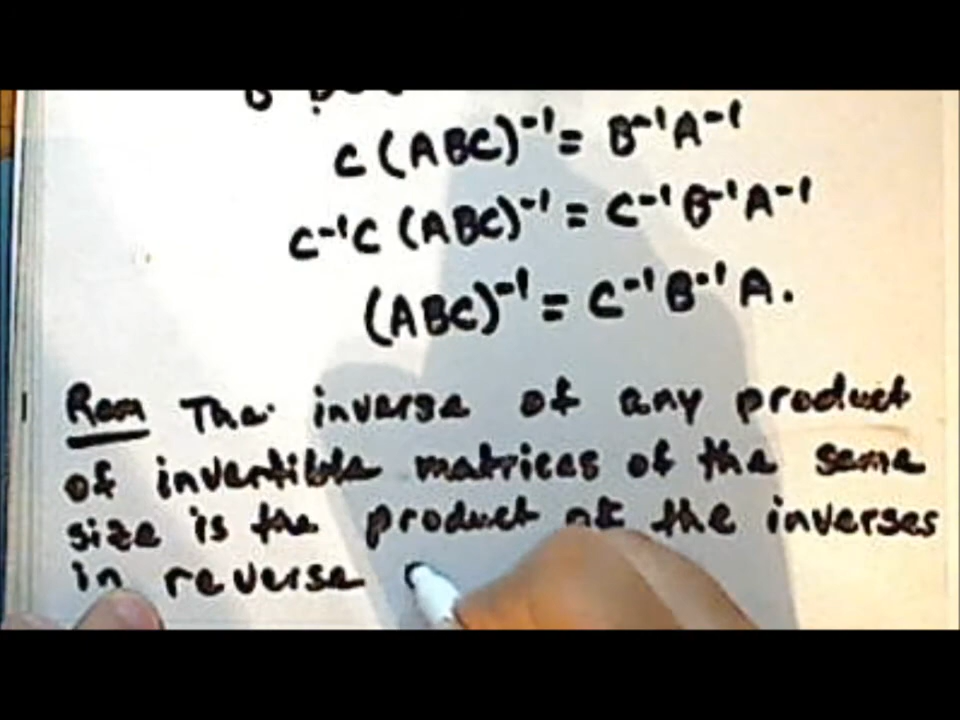 C (ABC)⁻¹ = B⁻¹A⁻¹
C⁻¹C (ABC)⁻¹ = C⁻¹B⁻¹A⁻¹
(ABC)⁻¹ = C⁻¹B⁻¹A.
Rem The inverse of any product
of invertible matrices of the same
size is the product of the inverses
in reverse